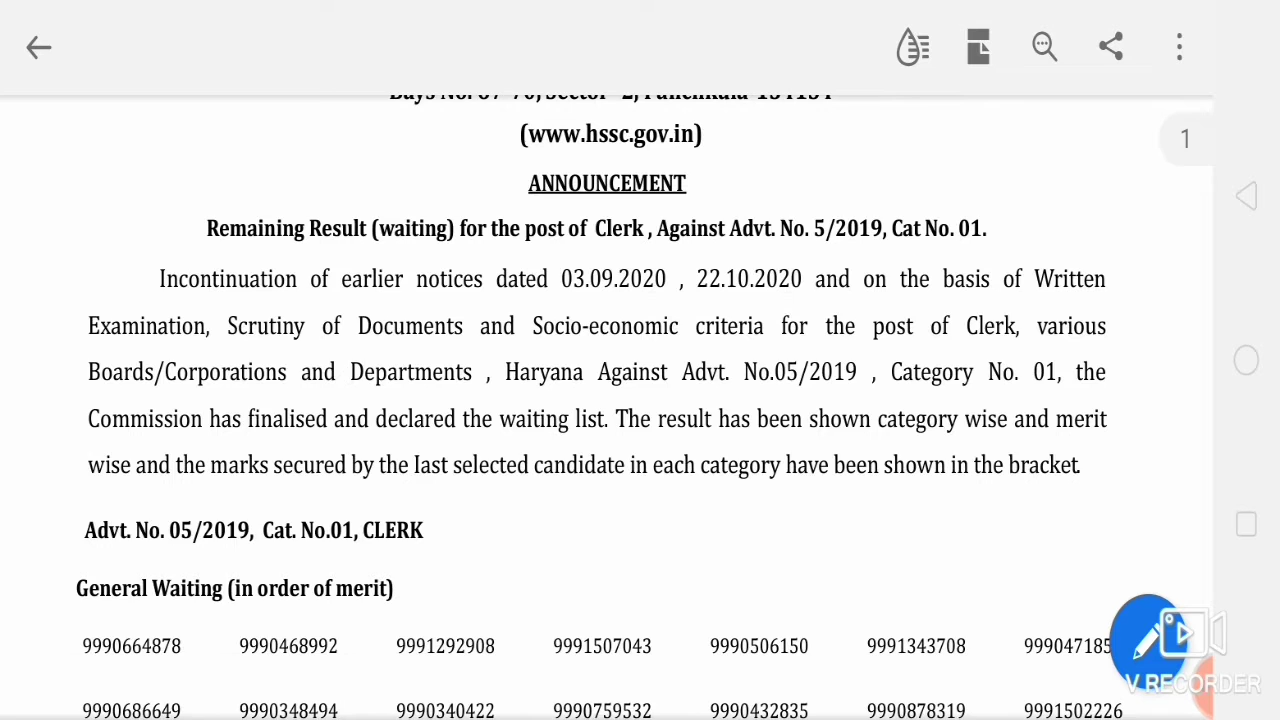 1
(www.hssc.gov.in)
ANNOUNCEMENT
Remaining Result (waiting) for the post of Clerk , Against Advt. No. 5/2019, Cat No. 01.
Incontinuation of earlier notices dated 03.09.2020 , 22.10.2020 and on the basis of Written
Examination, Scrutiny of Documents and Socio-economic criteria for the post of Clerk, various
Boards/Corporations and Departments , Haryana Against Advt. No.05/2019 , Category No. 01, the
Commission has finalised and declared the waiting list. The result has been shown category wise and merit
wise and the marks secured by the last selected candidate in each category have been shown in the bracket.
Advt. No. 05/2019, Cat. No.01, CLERK
General Waiting (in order of merit)
9990664878 9990468992 9991292908 9991507043 9990506150 9991343708 999047185
9990686649 9990348494 9990340422 9990759532 9990432835 9990878319 9991502226
V RECORDER